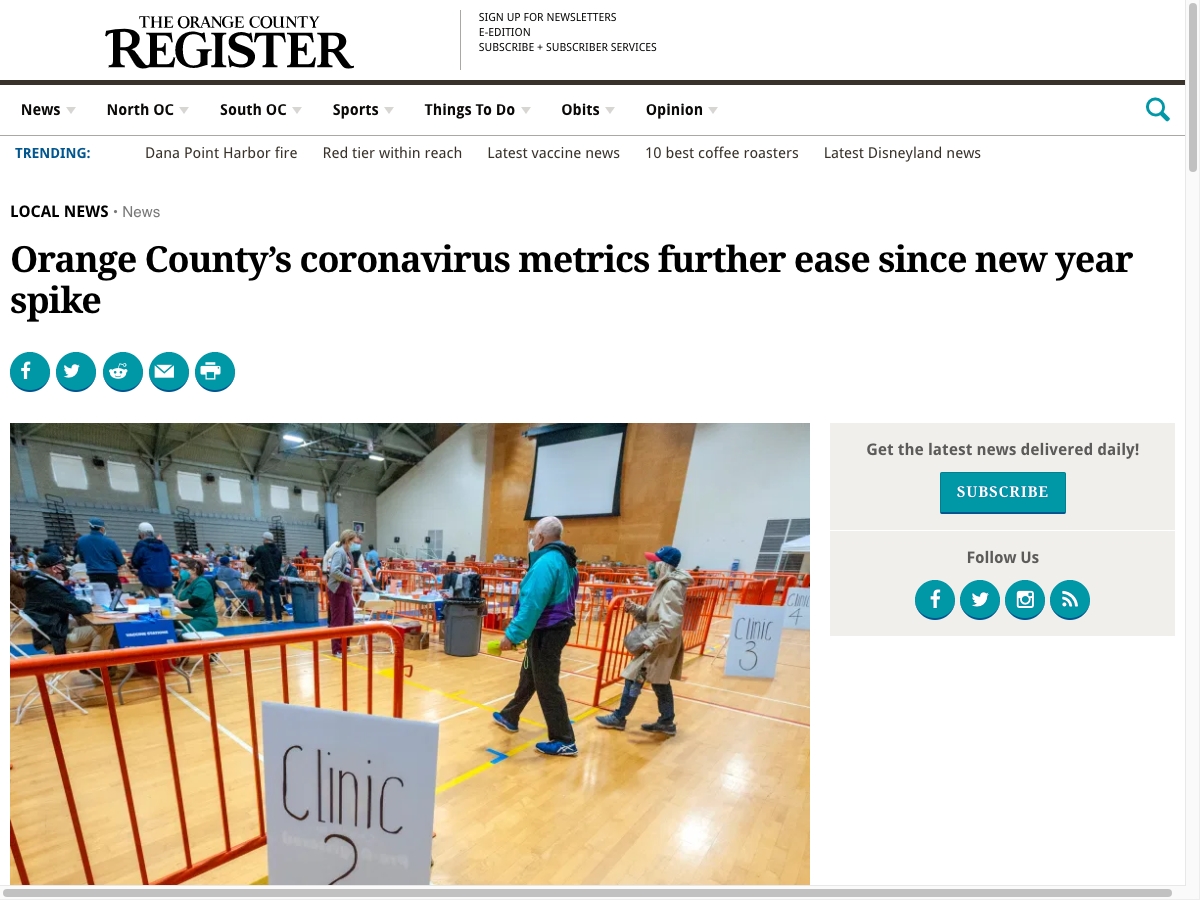 THE ORANGE COUNTY
REGISTER
SIGN UP FOR NEWSLETTERS
E-EDITION
SUBSCRIBE + SUBSCRIBER SERVICES
News
North OC
South OC
Sports
Things To Do
Obits
Opinion
TRENDING:
Dana Point Harbor fire
Red tier within reach
Latest vaccine news
10 best coffee roasters
Latest Disneyland news
LOCAL NEWS • News
Orange County’s coronavirus metrics further ease since new year
spike
Get the latest news delivered daily!
SUBSCRIBE
Follow Us
Clinic
4
Clinic
3
Clinic
2